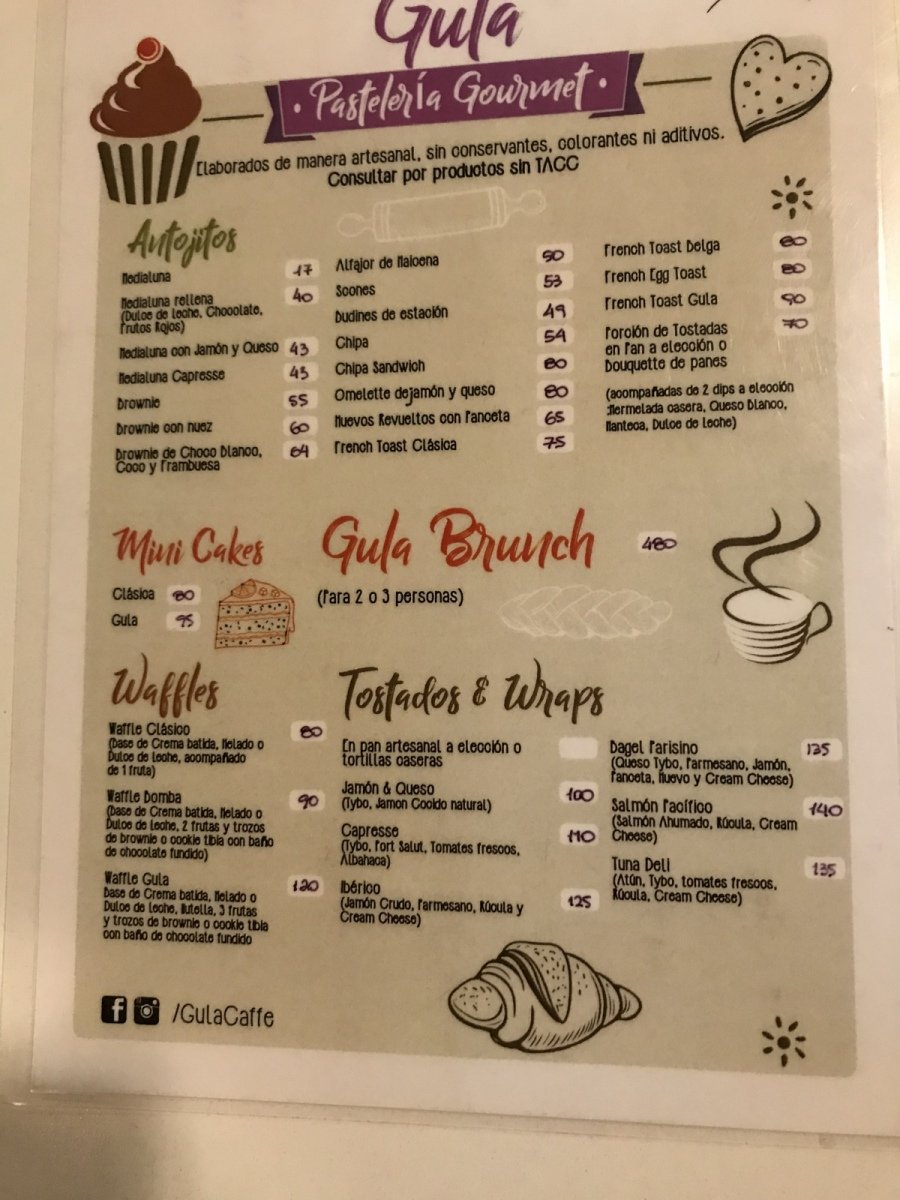 Gula
Pastelería Gourmet
Elaborados de manera artesanal, sin conservantes, colorantes ni aditivos.
Consultar por productos sin TACC
Antojitos
Medialuna 17
Medialuna rellena 40
(Dulce de leche, Chocolate,
Frutos Rojos)
Medialuna con Jamón y Queso 43
Medialuna Capresse 45
Brownie 55
Brownie con nuez 60
Brownie de Choco Blanco, 64
Coco y Frambuesa
Alfajor de Maicena 50
Scones 53
Budines de estación 49
Chipa 54
Chipa Sandwich 80
Omelette dejamón y queso 80
Huevos Revueltos con Panceta 65
French Toast Clásica 75
French Toast Belga 80
French Egg Toast 80
French Toast Gula 90
Porción de Tostadas 70
en Pan a elección o
bouquette de panes
(acompañadas de 2 dips a elección
:Mermelada casera, Queso Blanco,
Manteca, Dulce de leche)
Mini Cakes
Clásica 80
Gula 95
Gula Brunch 480
(Para 2 o 3 personas)
Waffles
Waffle Clásico 80
(Base de Crema batida, Helado o
Dulce de leche, acompañado
de 1 fruta)
Waffle Bomba 90
(Base de Crema batida, Helado o
Dulce de leche, 2 frutas y trozos
de brownie o cookie tibia con baño
de chocolate fundido)
Waffle Gula 120
Base de Crema batida, Helado o
Dulce de leche, Nutella, 3 frutas
y trozos de brownie o cookie tibia
con baño de chocolate fundido
Tostados & Wraps
En pan artesanal a elección o
tortillas caseras
Jamón & Queso 100
(Tybo, Jamon Cocido natural)
Capresse 110
(Tybo, Port Salut, Tomates frescos,
Albahaca)
Ibérico 125
(Jamón Crudo, Parmesano, Rúcula y
Cream Cheese)
Bagel Parisino 135
(Queso Tybo, Parmesano, Jamón,
Panceta, Huevo y Cream Cheese)
Salmón Pacífico 140
(Salmón Ahumado, Rúcula, Cream
Cheese)
Tuna Deli 135
(Atún, Tybo, tomates frescos,
Rúcula, Cream Cheese)
/GulaCaffe